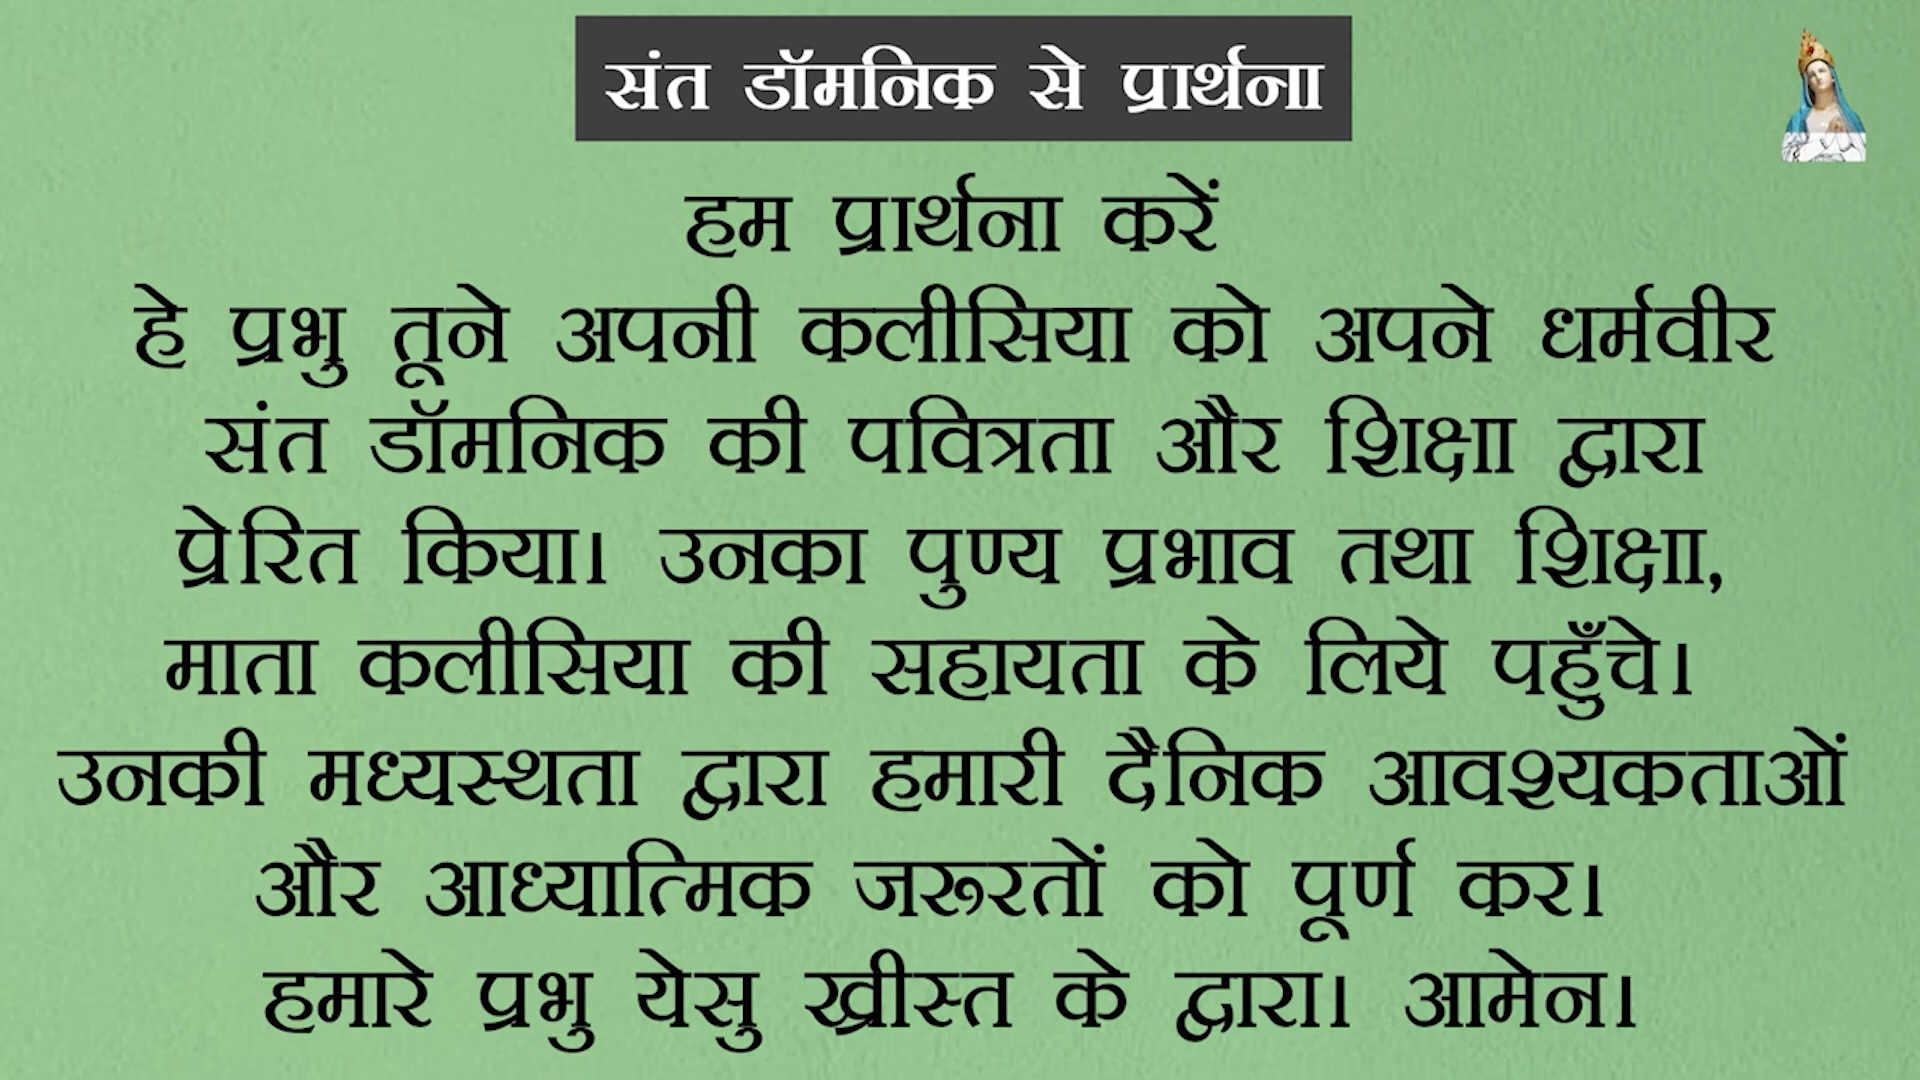 संत डॉमनिक से प्रार्थना
हम प्रार्थना करें
हे प्रभु तूने अपनी कलीसिया को अपने धर्मवीर
संत डॉमनिक की पवित्रता और शिक्षा द्वारा
प्रेरित किया। उनका पुण्य प्रभाव तथा शिक्षा,
माता कलीसिया की सहायता के लिये पहुँचे।
उनकी मध्यस्थता द्वारा हमारी दैनिक आवश्यकताओं
और आध्यात्मिक जरूरतों को पूर्ण कर।
हमारे प्रभु येसु ख्रीस्त के द्वारा। आमेन।